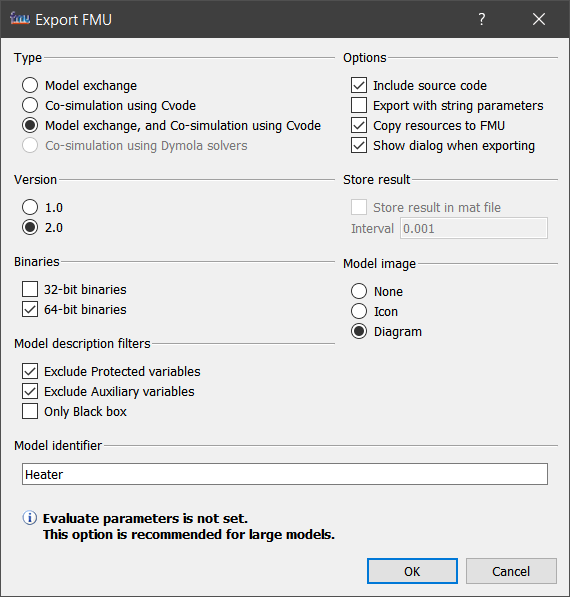 Export FMU
Type
Model exchange
Co-simulation using Cvode
Model exchange, and Co-simulation using Cvode
Co-simulation using Dymola solvers
Version
1.0
2.0
Binaries
32-bit binaries
64-bit binaries
Model description filters
Exclude Protected variables
Exclude Auxiliary variables
Only Black box
Options
Include source code
Export with string parameters
Copy resources to FMU
Show dialog when exporting
Store result
Store result in mat file
Interval 0.001
Model image
None
Icon
Diagram
Model identifier
Heater
Evaluate parameters is not set.
This option is recommended for large models.
OK Cancel